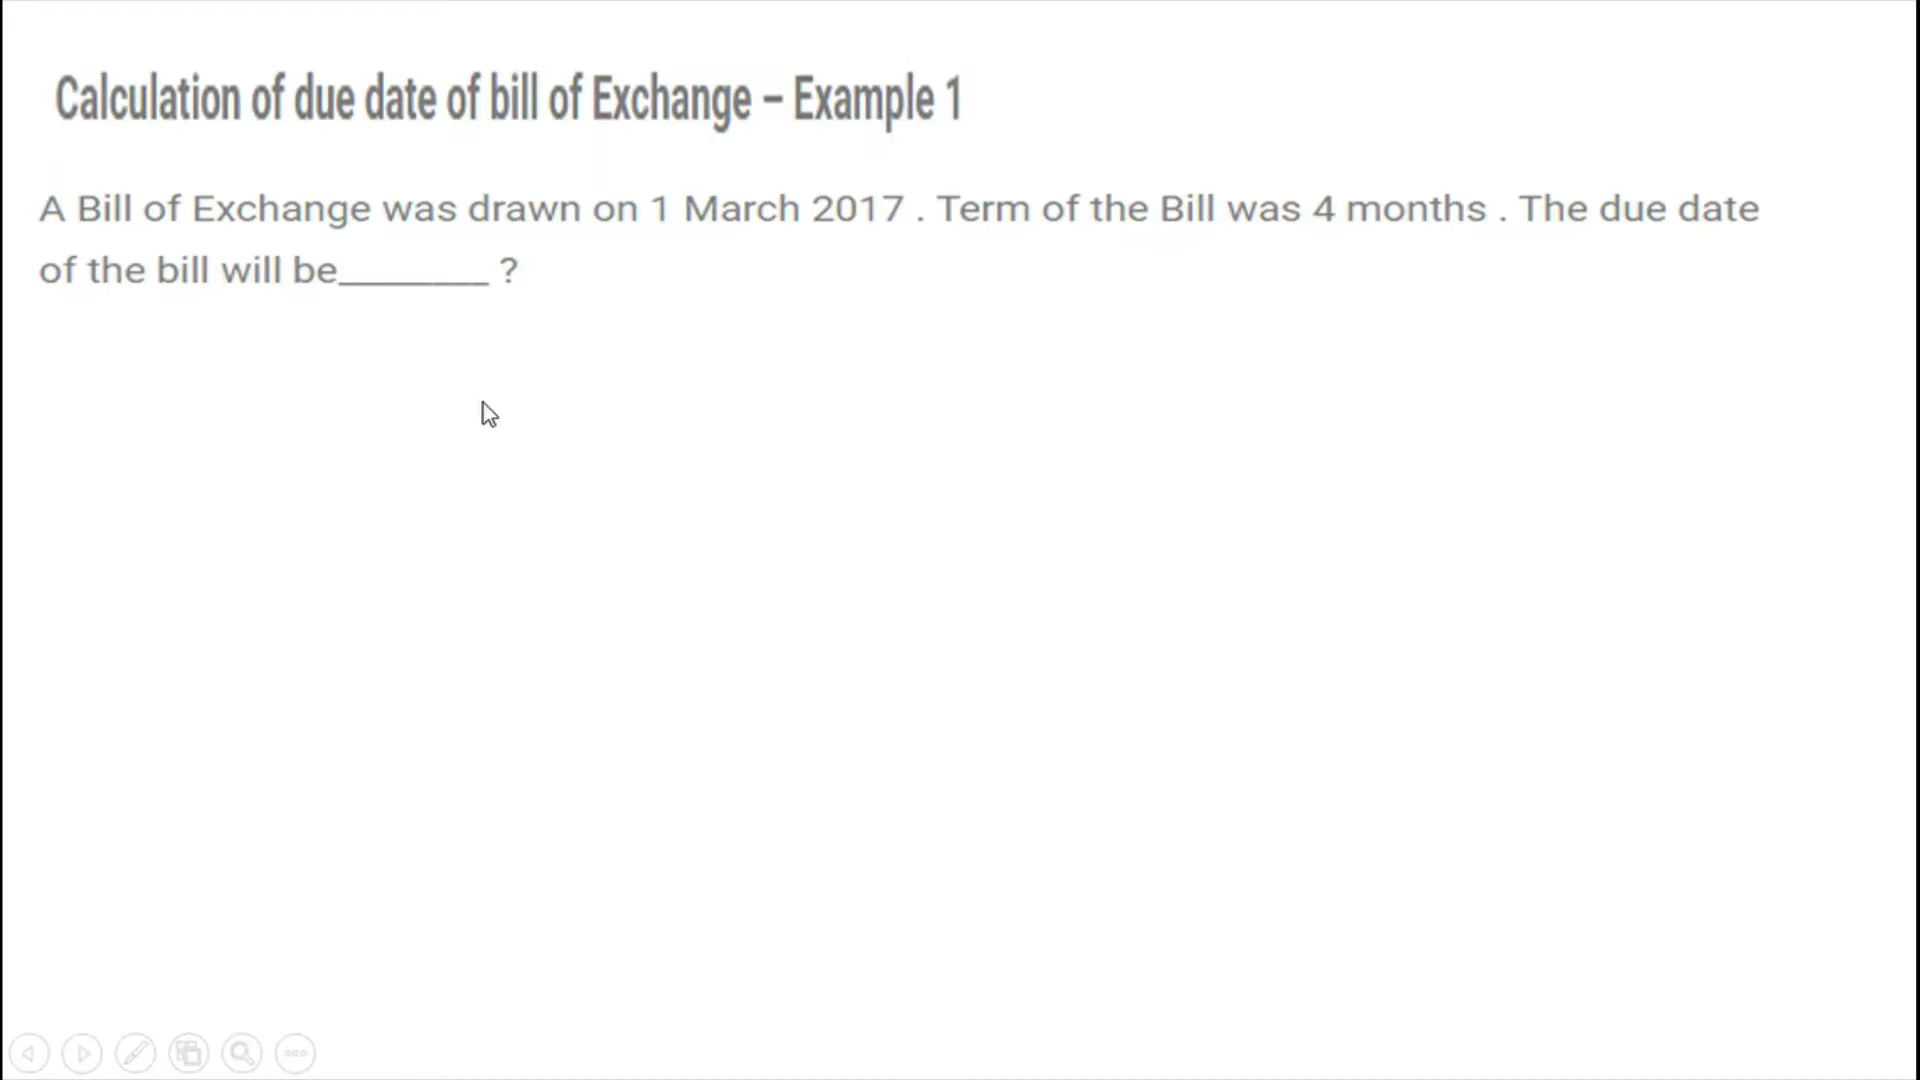 Calculation of due date of bill of Exchange – Example 1
A Bill of Exchange was drawn on 1 March 2017 . Term of the Bill was 4 months . The due date
of the bill will be________ ?